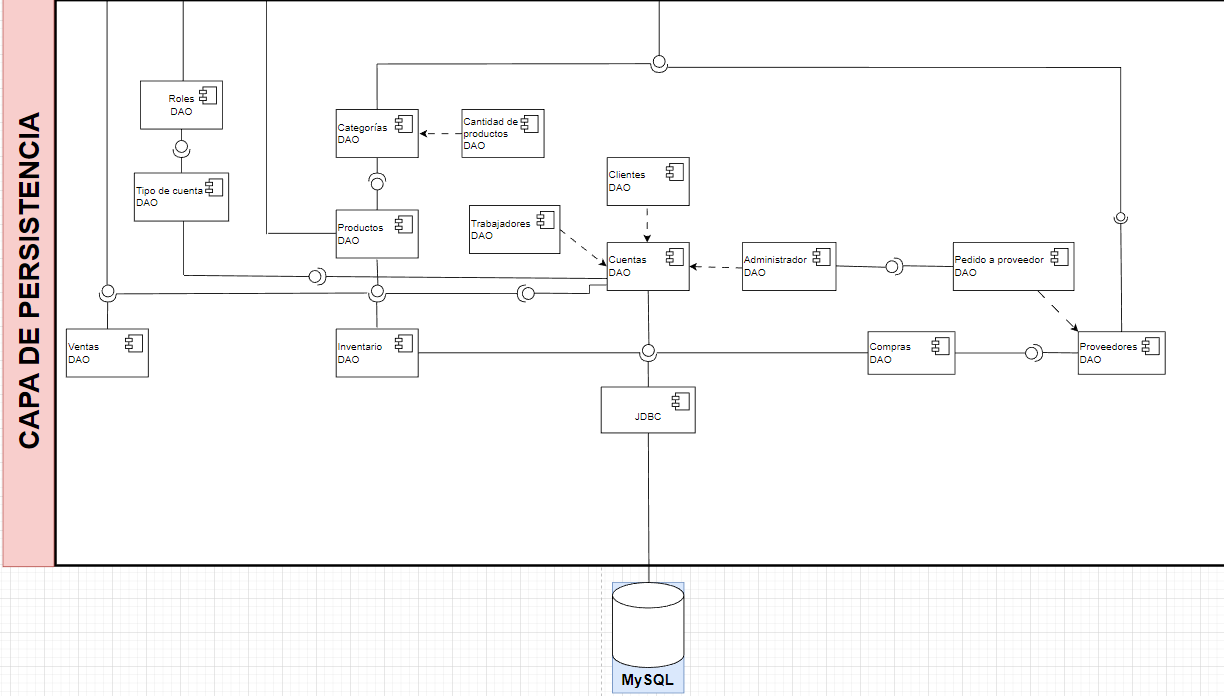 CAPA DE PERSISTENCIA
Roles
DAO
Categorías
DAO
Cantidad de
productos
DAO
Clientes
DAO
Tipo de cuenta
DAO
Productos
DAO
Trabajadores
DAO
Cuentas
DAO
Administrador
DAO
Pedido a proveedor
DAO
Ventas
DAO
Inventario
DAO
Compras
DAO
Proveedores
DAO
JDBC
MySQL